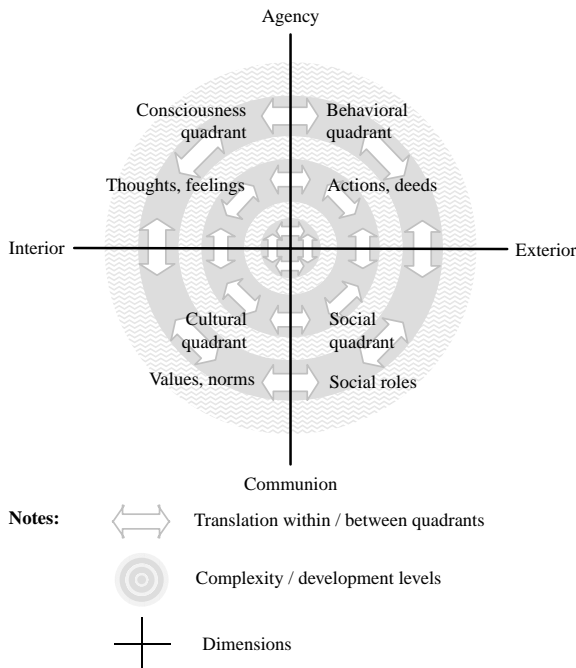 Agency
Consciousness
quadrant
Behavioral
quadrant
Thoughts, feelings
Actions, deeds
Interior
Exterior
Cultural
quadrant
Social
quadrant
Values, norms
Social roles
Communion
Notes:
Translation within / between quadrants
Complexity / development levels
Dimensions